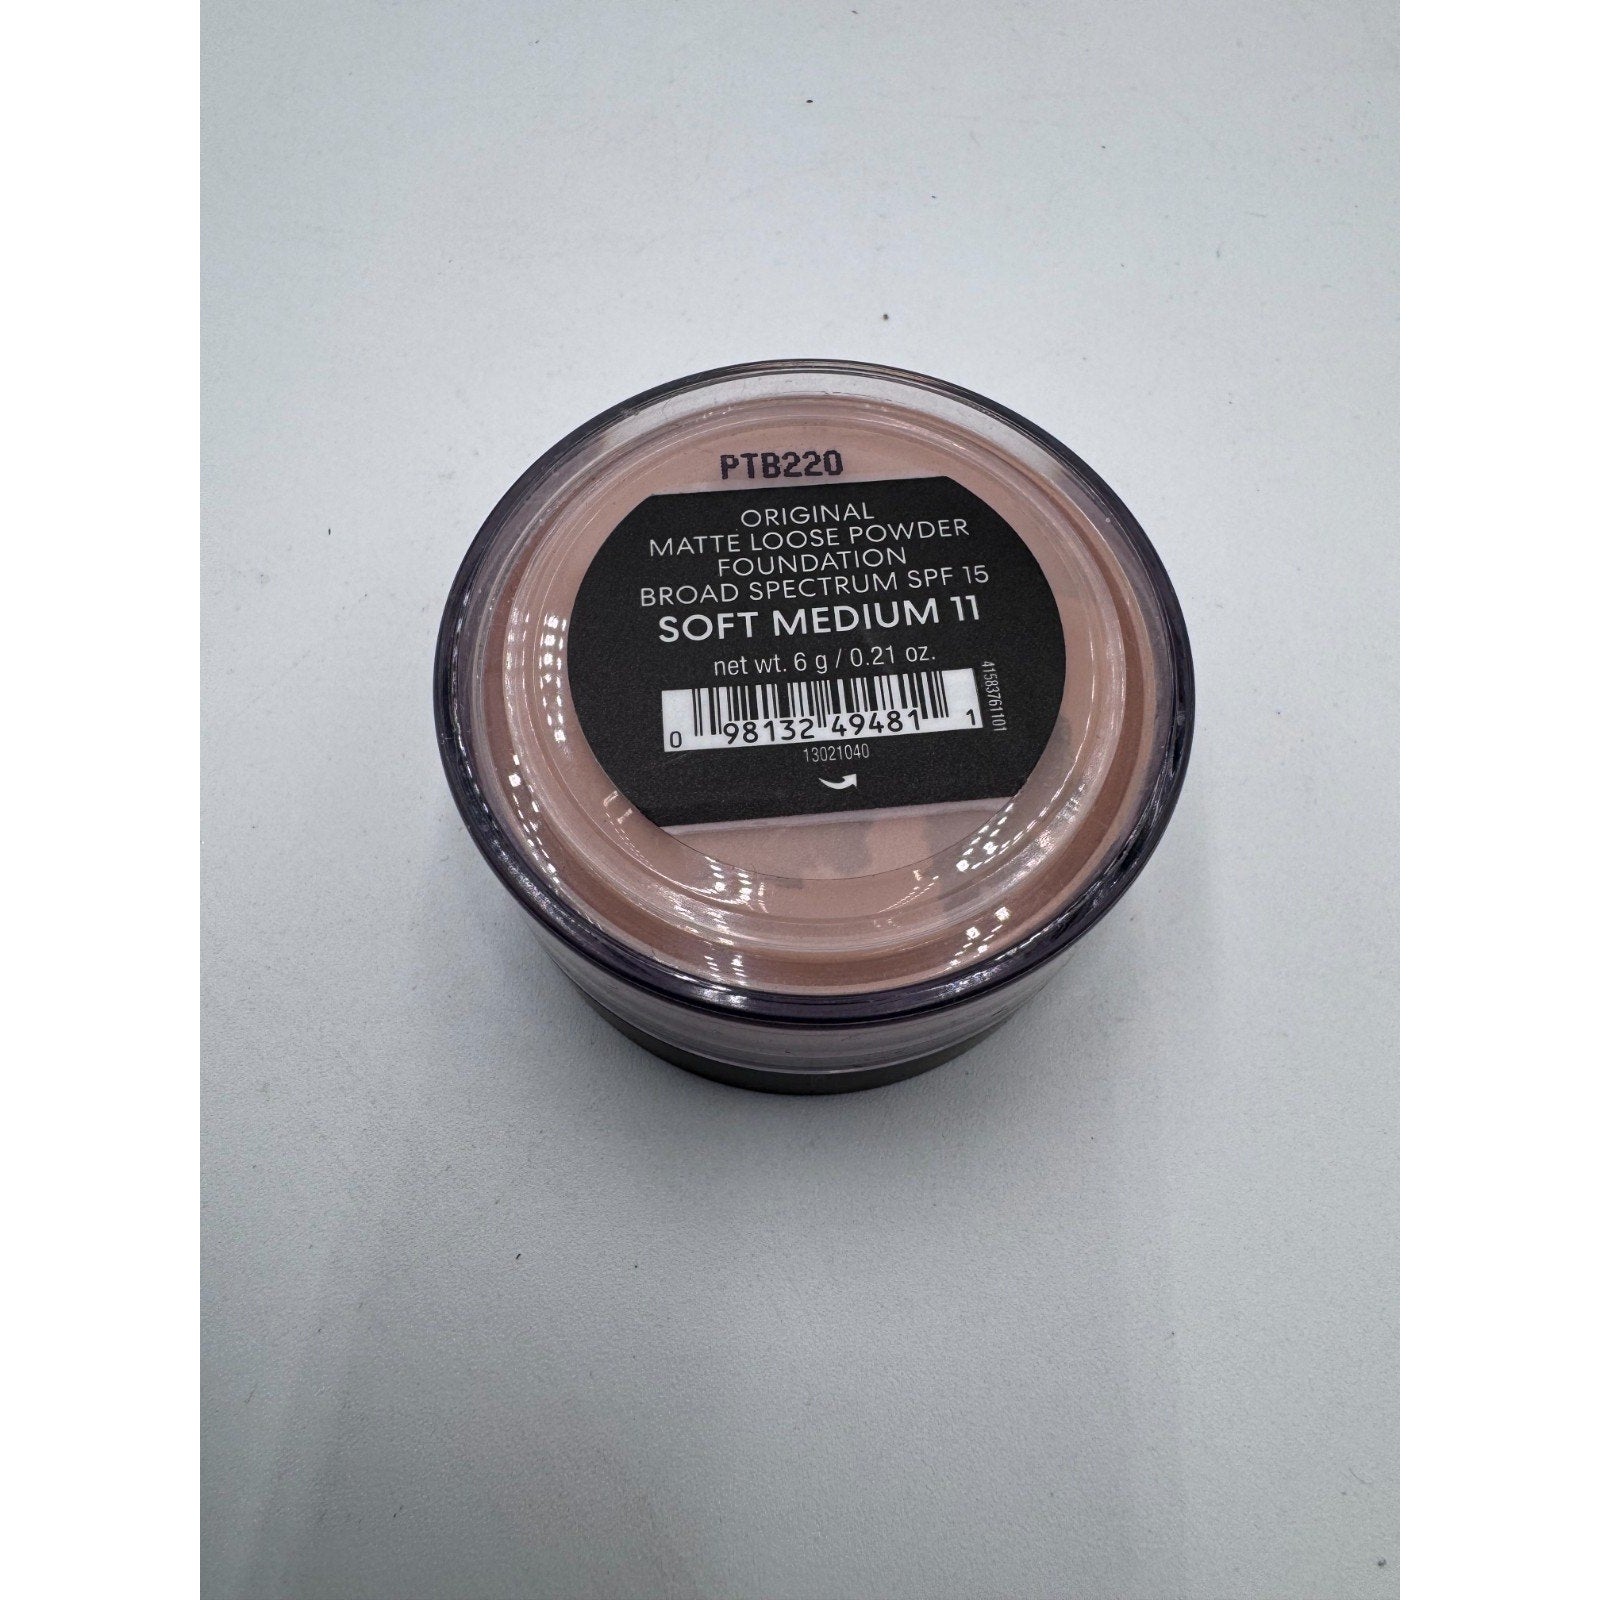 PTB220
ORIGINAL
MATTE LOOSE POWDER
FOUNDATION
BROAD SPECTRUM SPF 15
SOFT MEDIUM 11
net wt. 6 g / 0.21 oz.
41583761101
0 98132 49481 1
13021040